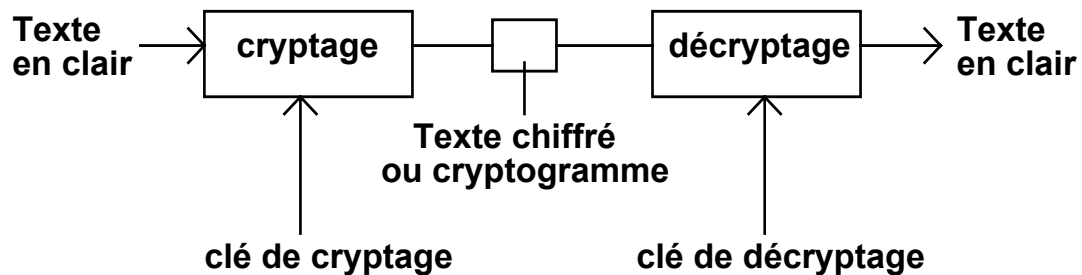 Texte
en clair
cryptage
décryptage
Texte
en clair
Texte chiffré
ou cryptogramme
clé de cryptage
clé de décryptage